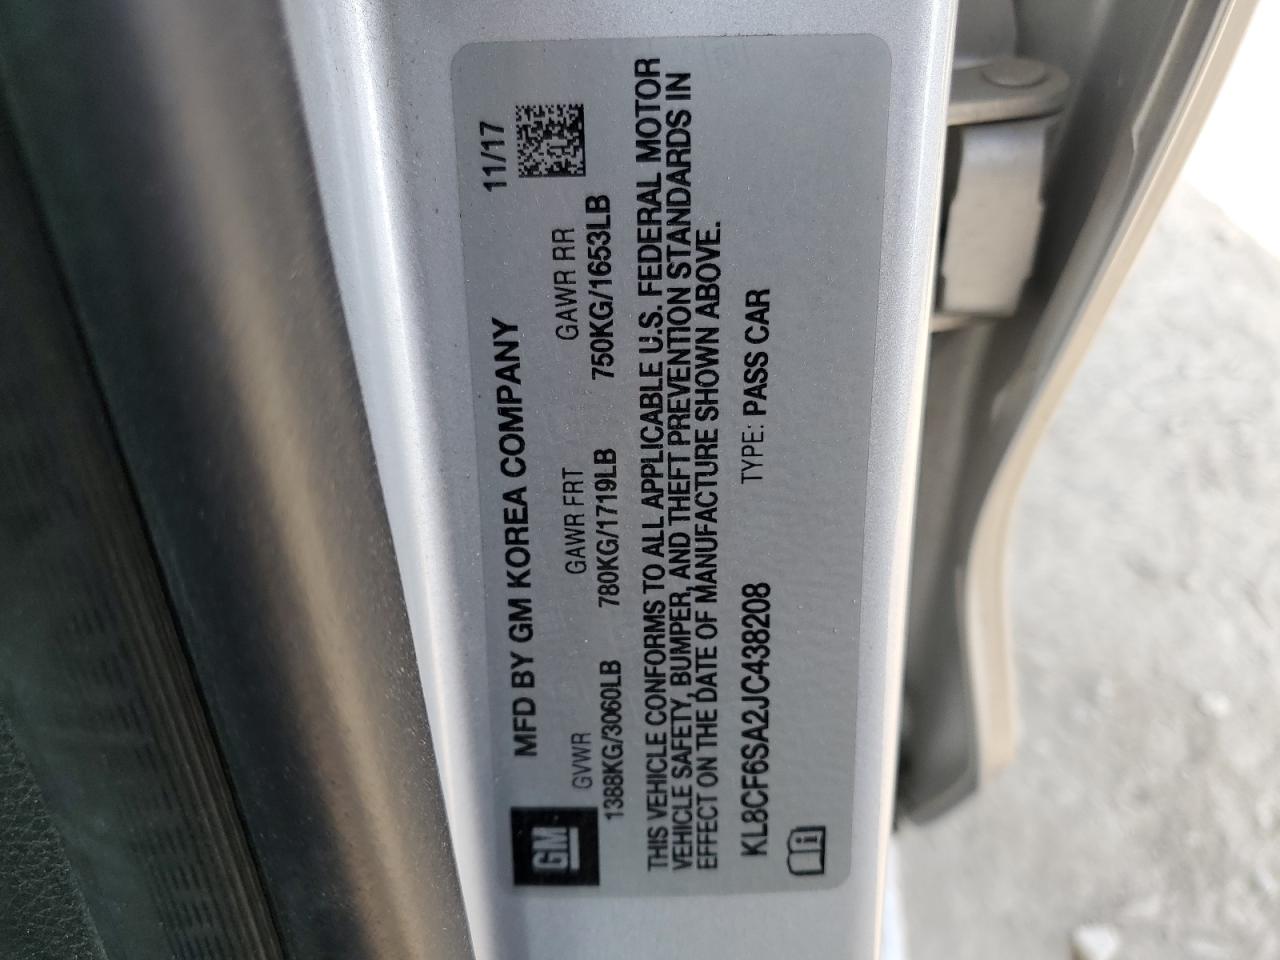 MFD BY GM KOREA COMPANY 11/17
GM
GVWR GAWR FRT GAWR RR
1388KG/3060LB 780KG/1719LB 750KG/1653LB
THIS VEHICLE CONFORMS TO ALL APPLICABLE U.S. FEDERAL MOTOR
VEHICLE SAFETY, BUMPER, AND THEFT PREVENTION STANDARDS IN
EFFECT ON THE DATE OF MANUFACTURE SHOWN ABOVE.
KL8CF6SA2JC438208 TYPE: PASS CAR